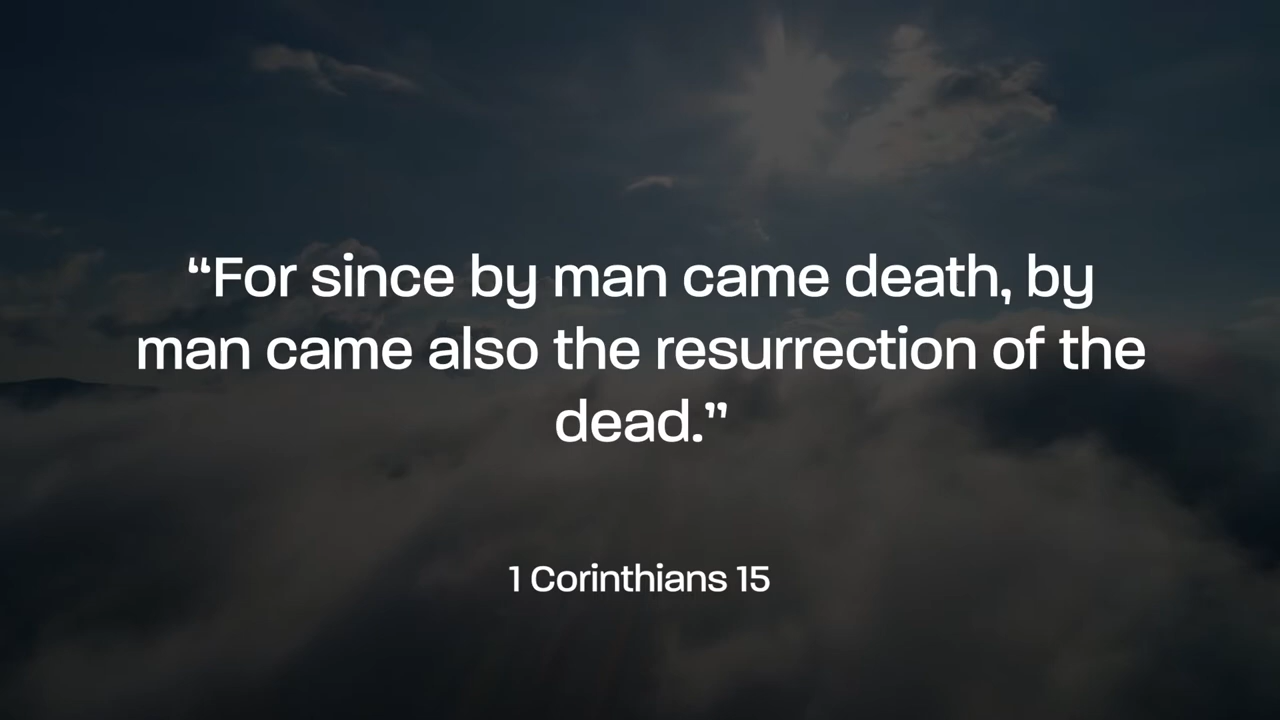 “For since by man came death, by
man came also the resurrection of the
dead.”
1 Corinthians 15